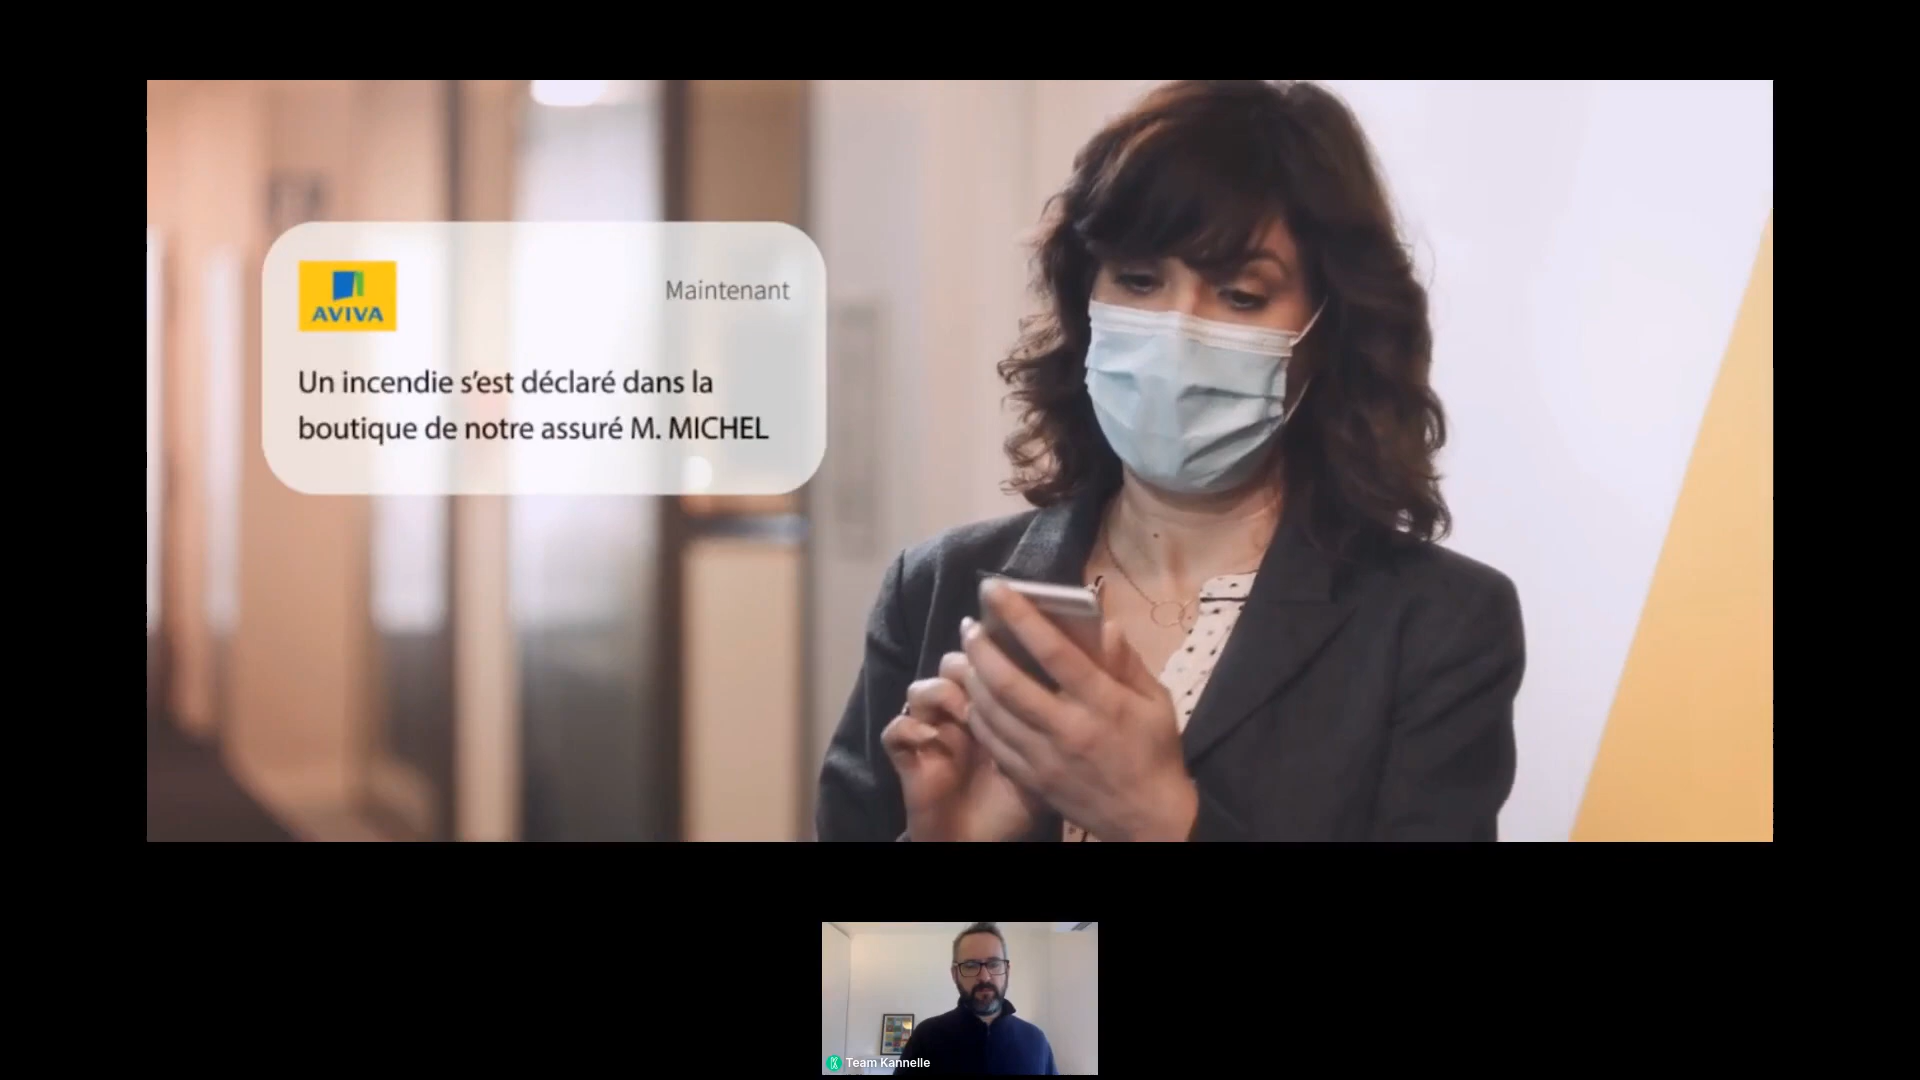 AVIVA
Maintenant
Un incendie s’est déclaré dans la
boutique de notre assuré M. MICHEL
Team Kannelle